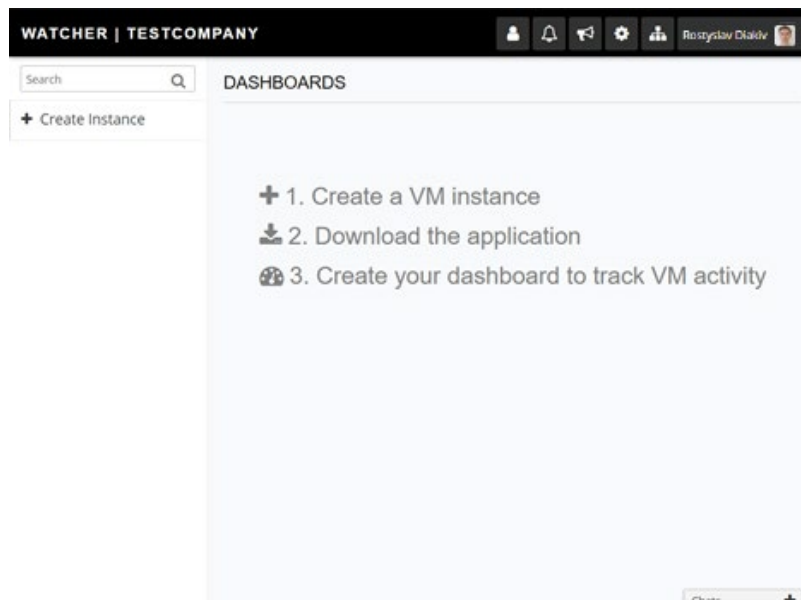 WATCHER | TESTCOMPANY
Rostyslav Diakiv
Search
DASHBOARDS
Create Instance
1. Create a VM instance
2. Download the application
3. Create your dashboard to track VM activity
Chats